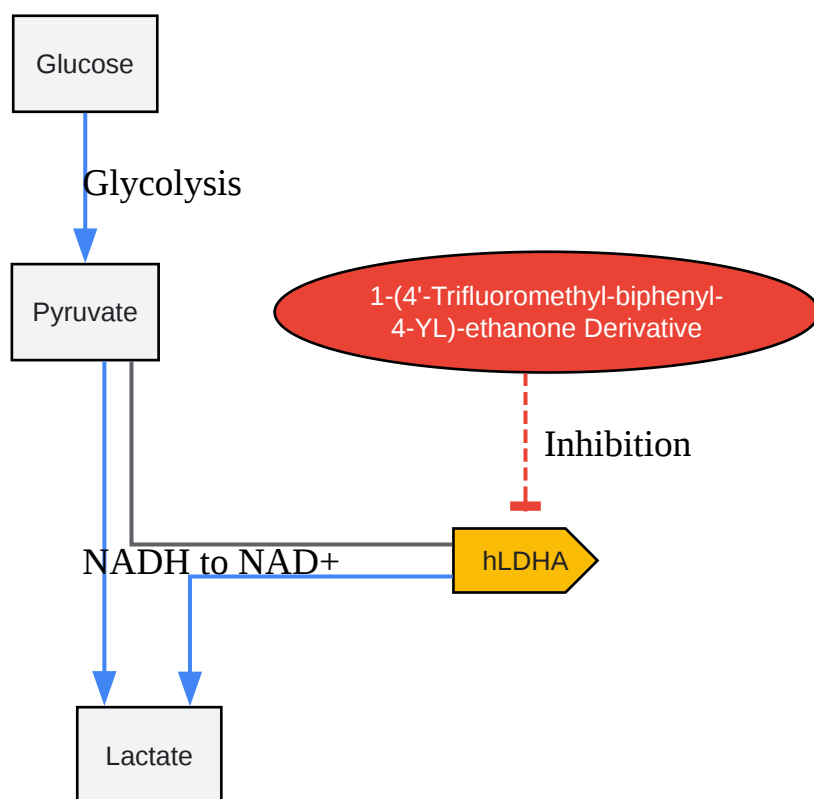 Glucose
Glycolysis
Pyruvate
1-(4'-Trifluoromethyl-biphenyl-
4-YL)-ethanone Derivative
Inhibition
NADH to NAD+
hLDHA
Lactate